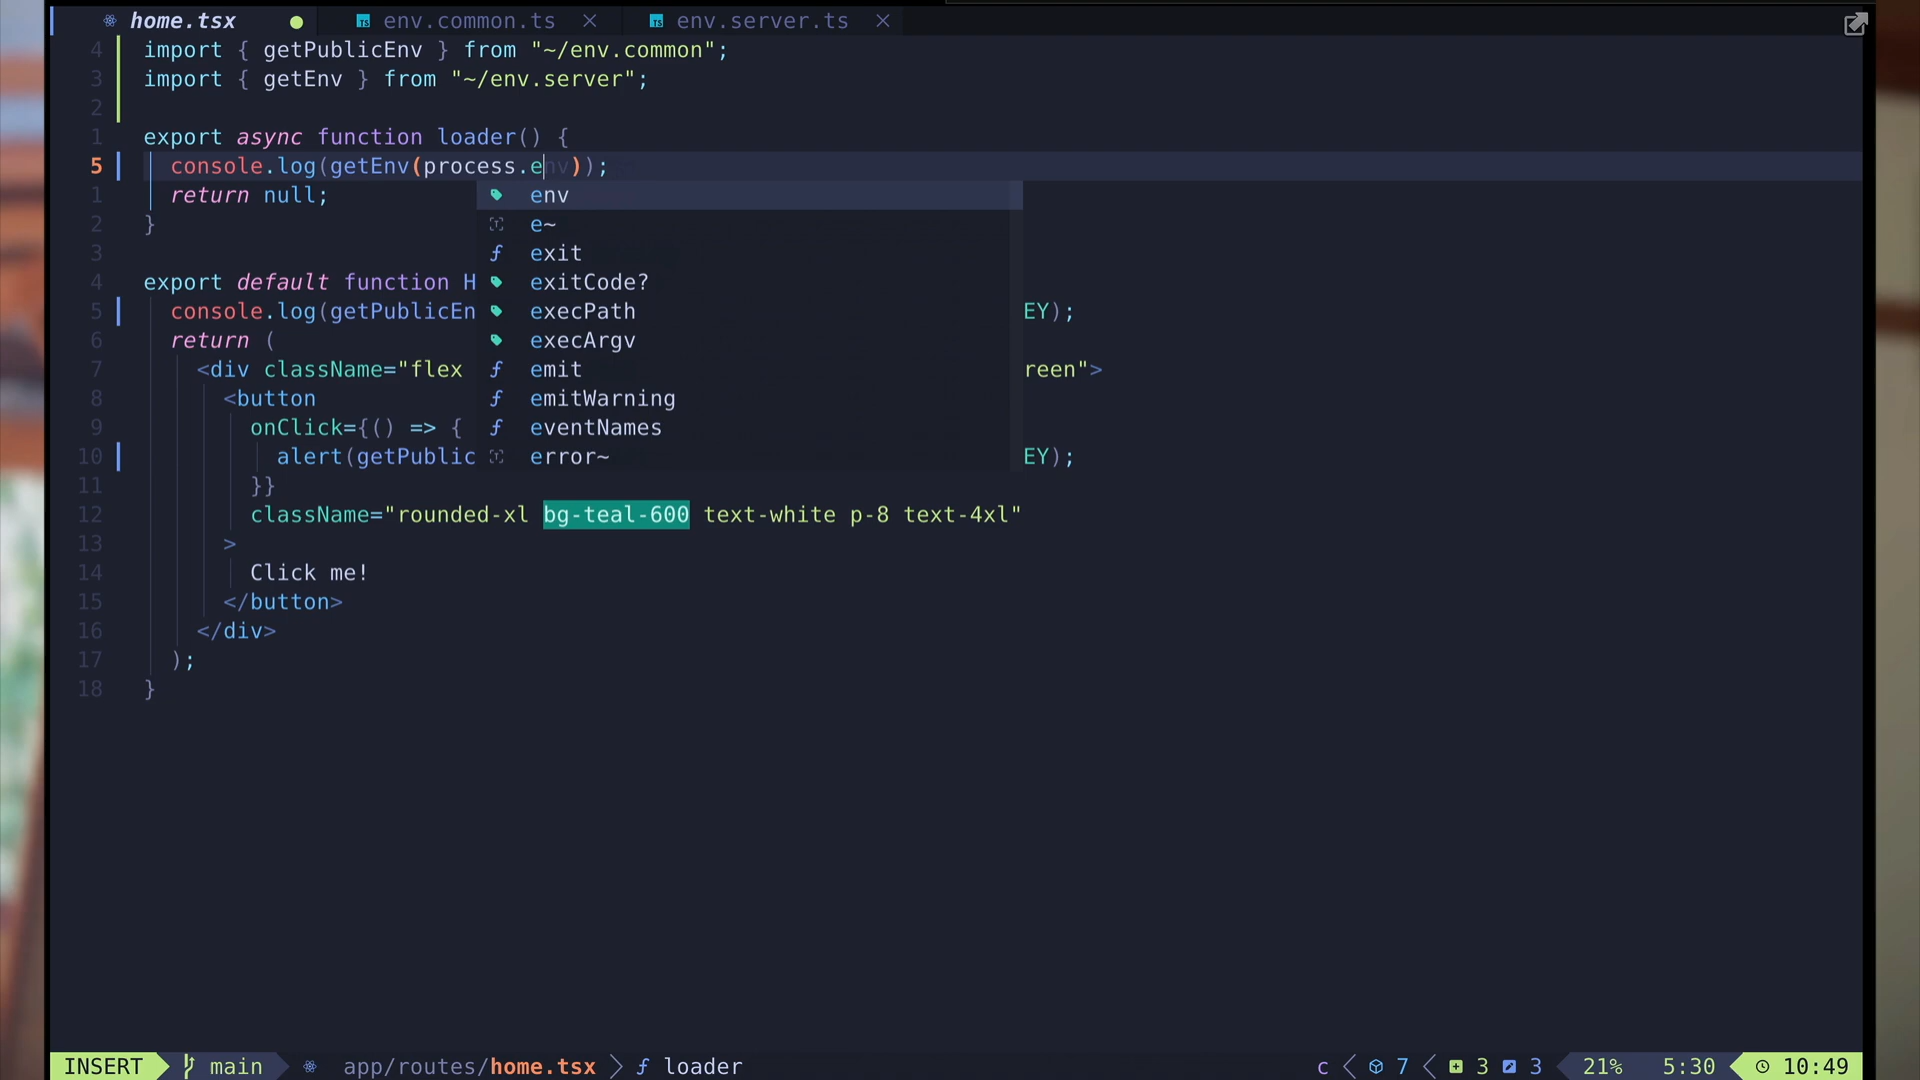 home.tsx env.common.ts env.server.ts
4 import { getPublicEnv } from "~/env.common";
3 import { getEnv } from "~/env.server";
2
1 export async function loader() {
5 console.log(getEnv(process.env));
1 return null;
env
2 }
e~
3
exit
4 export default function H
exitCode?
5 console.log(getPublicEn EY);
execPath
6 return (
execArgv
7 <div className="flex reen">
emit
8 <button
emitWarning
9 onClick={() => {
eventNames
10 alert(getPublic EY);
error~
11 }}
12 className="rounded-xl bg-teal-600 text-white p-8 text-4xl"
13 >
14 Click me!
15 </button>
16 </div>
17 );
18 }
INSERT main app/routes/home.tsx > f loader c < 7 < 3 3 21% 5:30 10:49